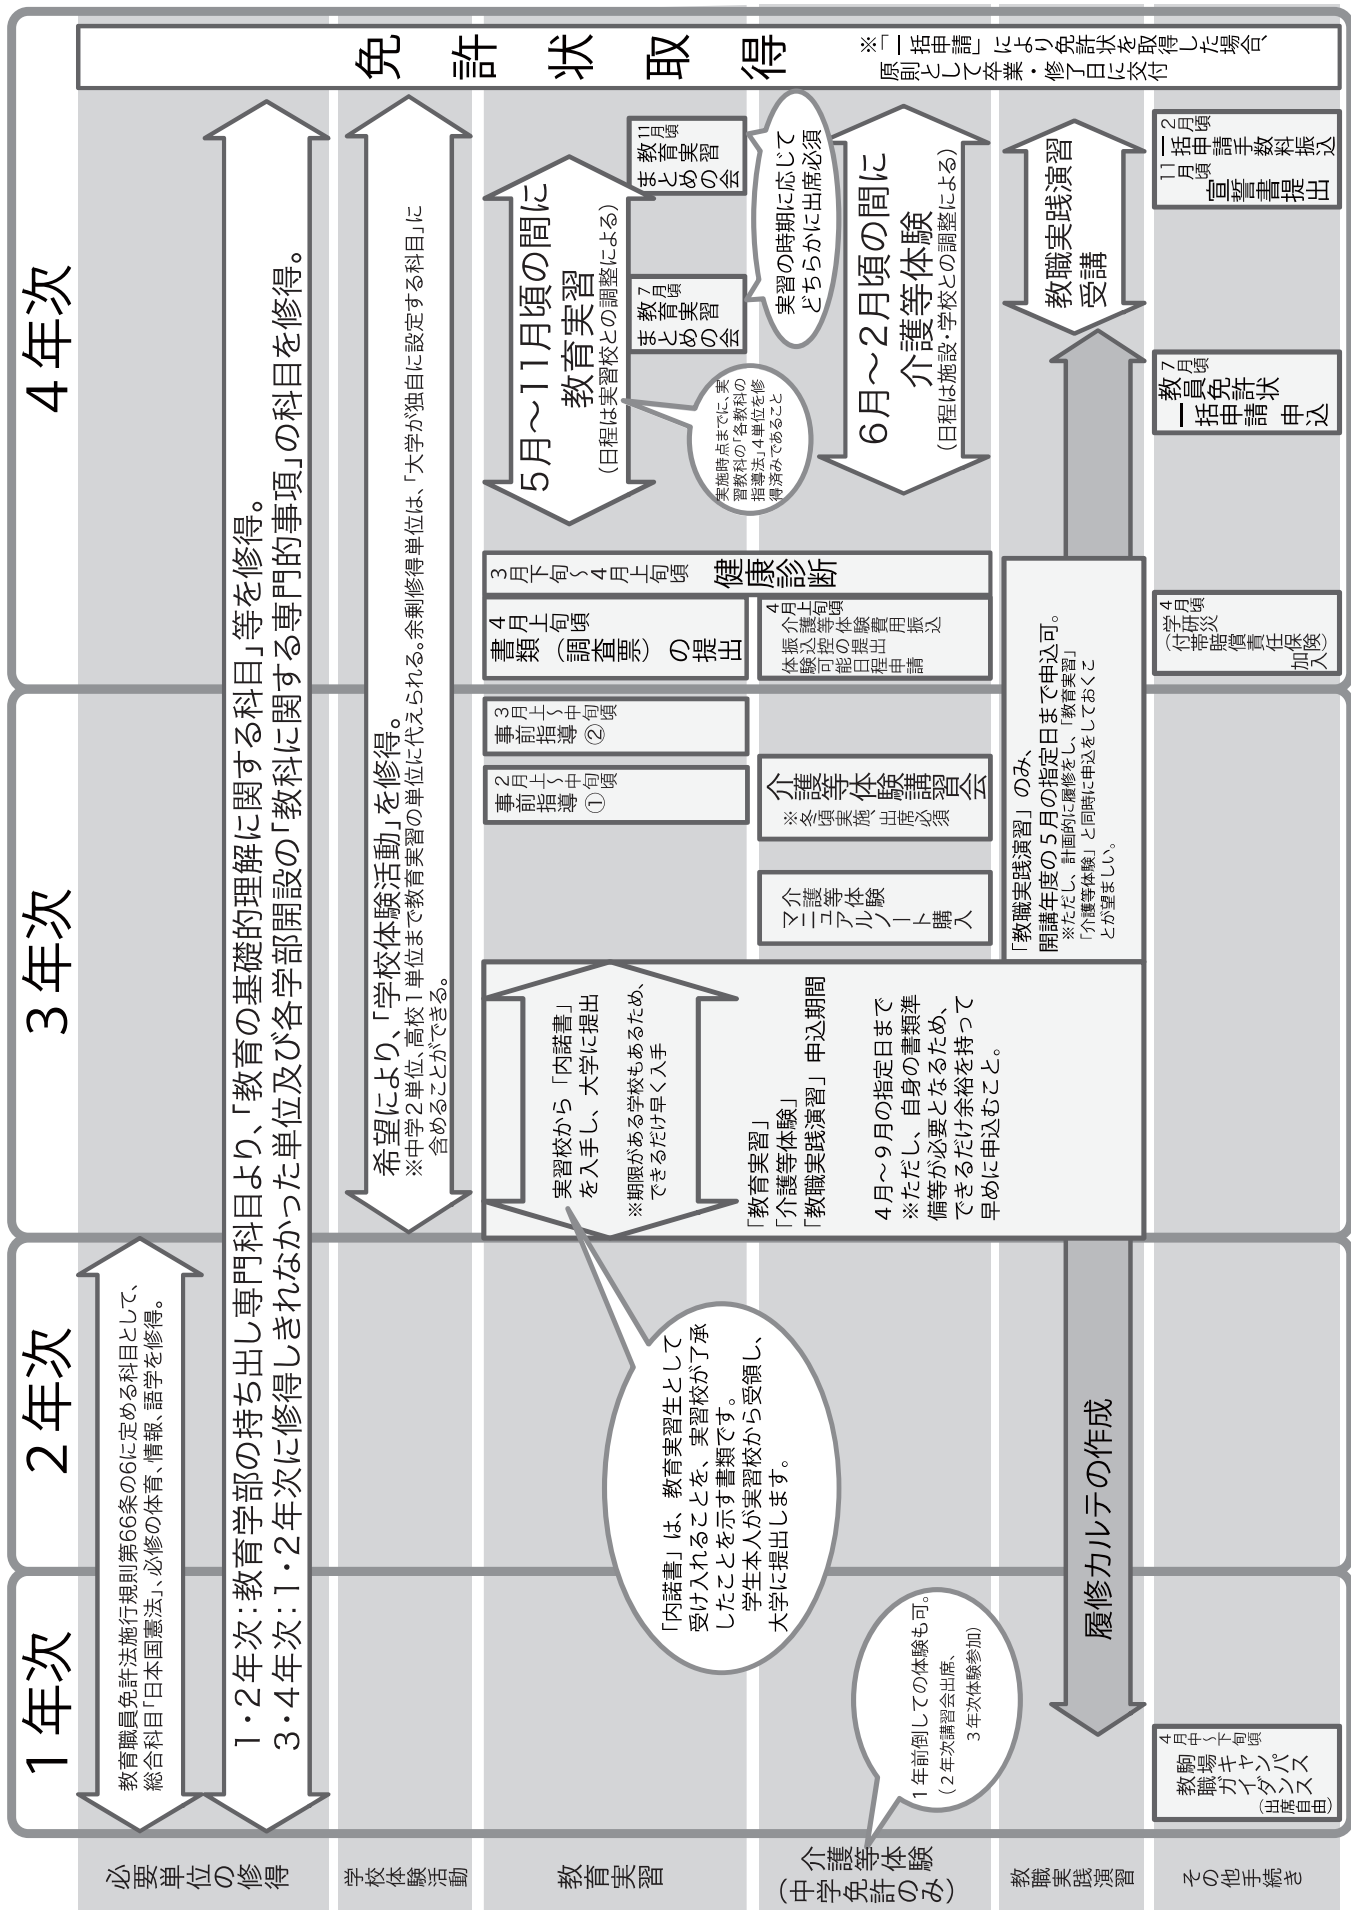 1年次
2年次
3年次
4年次
必要単位の修得
教育職員免許法施行規則第66条の6に定める科目として、
総合科目「日本国憲法」、必修の体育、情報、語学を修得。
1・2年次：教育学部の持ち出し専門科目より、「教育の基礎的理解に関する科目」等を修得。
3・4年次：1・2年次に修得しきれなかった単位及び各学部開設の「教科に関する専門的事項」の科目を修得。
学校体験活動
希望により、「学校体験活動」を修得。
※中学2単位、高校1単位まで教育実習の単位に代えられる。余剰修得単位は、「大学が独自に設定する科目」に
含めることができる。
教育実習
「内諾書」は、教育実習生として
受け入れることを、実習校が了承
したことを示す書類です。
学生本人が実習校から受領し、
大学に提出します。
実習校から「内諾書」
を入手し、大学に提出
※期限がある学校もあるため、
できるだけ早く入手
「教育実習」
「介護等体験」
「教職実践演習」申込期間
4月～9月の指定日まで
※ただし、自身の書類準
備等が必要となるため、
できるだけ余裕を持って
早めに申込むこと。
2月上～中旬頃
事前指導①
3月上～中旬頃
事前指導②
4月上旬頃
書類（調査票）の提出
3月下旬～4月上旬頃
健康診断
5月～11月頃の間に
教育実習
（日程は実習校との調整による）
実施時点までに、実
習教科の「各教科の
指導法」4単位を修
得済みであること
7月頃
教育実習
まとめの会
11月頃
教育実習
まとめの会
実習の時期に応じて
どちらかに出席必須
介護等体験
（中学免許のみ）
1年前倒しての体験も可。
（2年次講習会出席、
3年次体験参加）
介護等体験
マニュアルノート購入
介護等体験講習会
※冬頃実施、出席必須
4月上旬頃
介護等体験費用振込
振込控の提出
体験可能日程申請
6月～2月頃の間に
介護等体験
（日程は施設・学校との調整による）
教職実践演習
履修カルテの作成
「教職実践演習」のみ、
開講年度の5月の指定日まで申込可。
※ただし、計画的に履修をし、「教育実習」
「介護等体験」と同時に申込をしておくこ
とが望ましい。
教職実践演習
受講
その他手続き
4月中～下旬頃
駒場キャンパス
教職ガイダンス
（出席自由）
4月頃
学研災
（付帯賠償責任保険）
加入
7月頃
教員免許状
一括申請 申込
11月頃
宣誓書提出
2月頃
一括申請手数料振込
免許状取得
※「一括申請」により免許状を取得した場合、
原則として卒業・修了日に交付